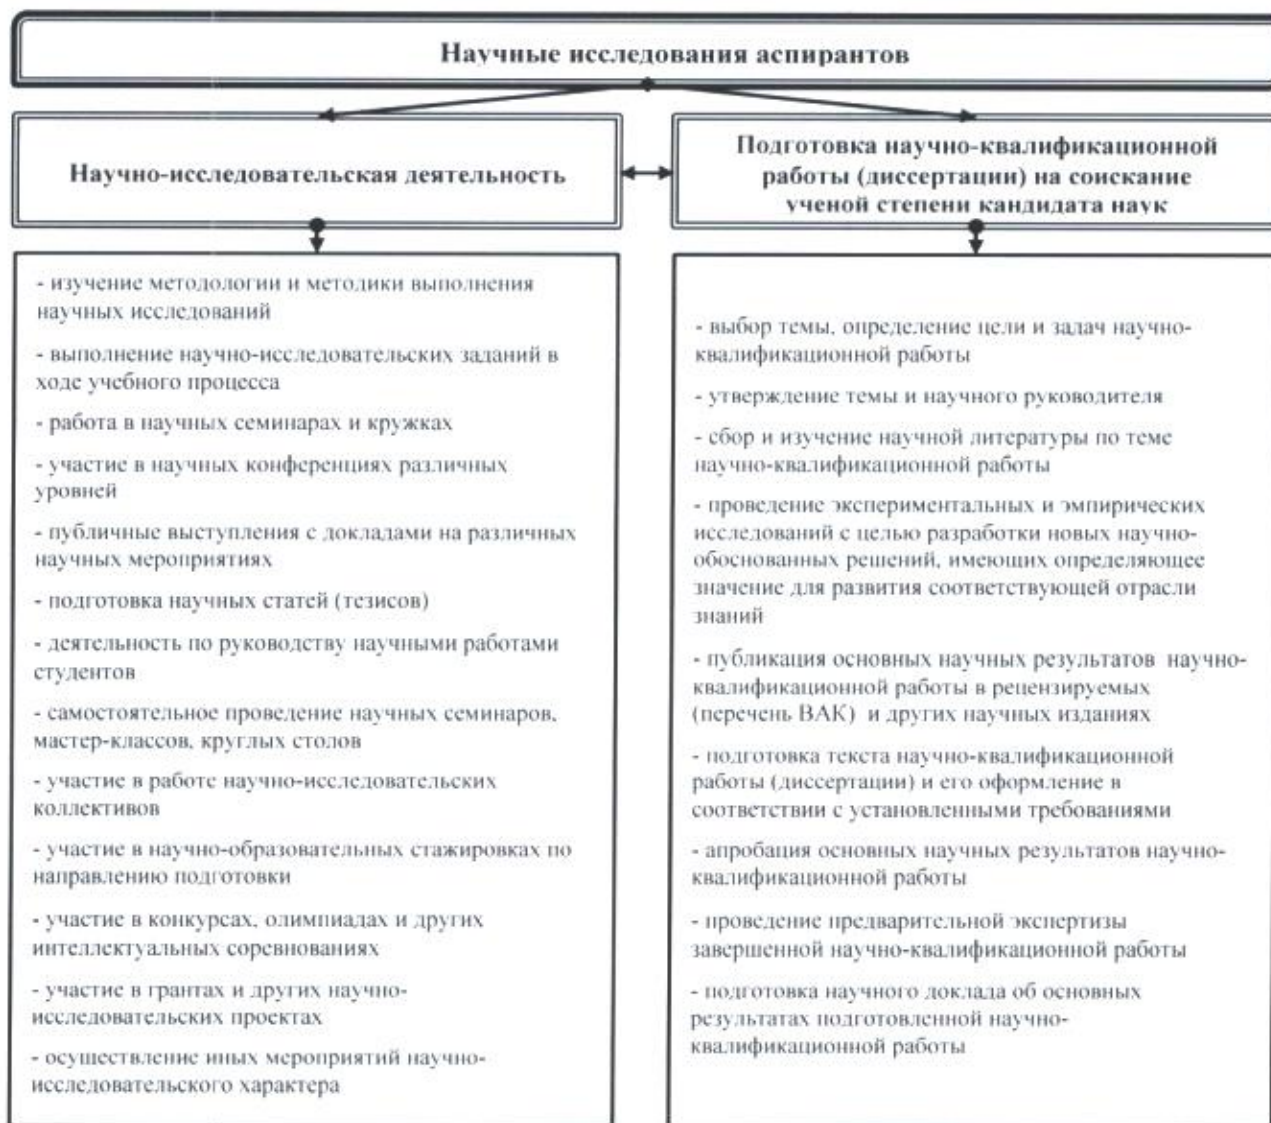 Научные исследования аспирантов
Научно-исследовательская деятельность
Подготовка научно-квалификационной
работы (диссертации) на соискание
ученой степени кандидата наук
- изучение методологии и методики выполнения
научных исследований
- выполнение научно-исследовательских заданий в
ходе учебного процесса
- работа в научных семинарах и кружках
- участие в научных конференциях различных
уровней
- публичные выступления с докладами на различных
научных мероприятиях
- подготовка научных статей (тезисов)
- деятельность по руководству научными работами
студентов
- самостоятельное проведение научных семинаров,
мастер-классов, круглых столов
- участие в работе научно-исследовательских
коллективов
- участие в научно-образовательных стажировках по
направлению подготовки
- участие в конкурсах, олимпиадах и других
интеллектуальных соревнованиях
- участие в грантах и других научно-
исследовательских проектах
- осуществление иных мероприятий научно-
исследовательского характера
- выбор темы, определение цели и задач научно-
квалификационной работы
- утверждение темы и научного руководителя
- сбор и изучение научной литературы по теме
научно-квалификационной работы
- проведение экспериментальных и эмпирических
исследований с целью разработки новых научно-
обоснованных решений, имеющих определяющее
значение для развития соответствующей отрасли
знаний
- публикация основных научных результатов научно-
квалификационной работы в рецензируемых
(перечень ВАК) и других научных изданиях
- подготовка текста научно-квалификационной
работы (диссертации) и его оформление в
соответствии с установленными требованиями
- апробация основных научных результатов научно-
квалификационной работы
- проведение предварительной экспертизы
завершенной научно-квалификационной работы
- подготовка научного доклада об основных
результатах подготовленной научно-
квалификационной работы